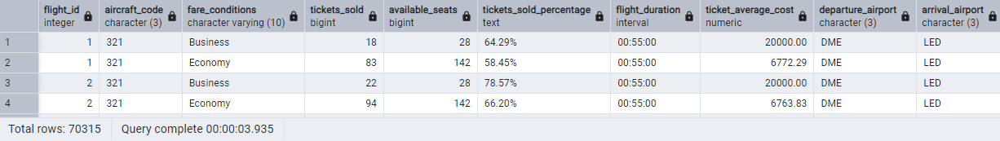 flight_id integer aircraft_code character (3) fare_conditions character varying (10) tickets_sold bigint available_seats bigint tickets_sold_percentage text flight_duration interval ticket_average_cost numeric departure_airport character (3) arrival_airport character (3)
1 1 321 Business 18 28 64.29% 00:55:00 20000.00 DME LED
2 1 321 Economy 83 142 58.45% 00:55:00 6772.29 DME LED
3 2 321 Business 22 28 78.57% 00:55:00 20000.00 DME LED
4 2 321 Economy 94 142 66.20% 00:55:00 6763.83 DME LED
Total rows: 70315 Query complete 00:00:03.935